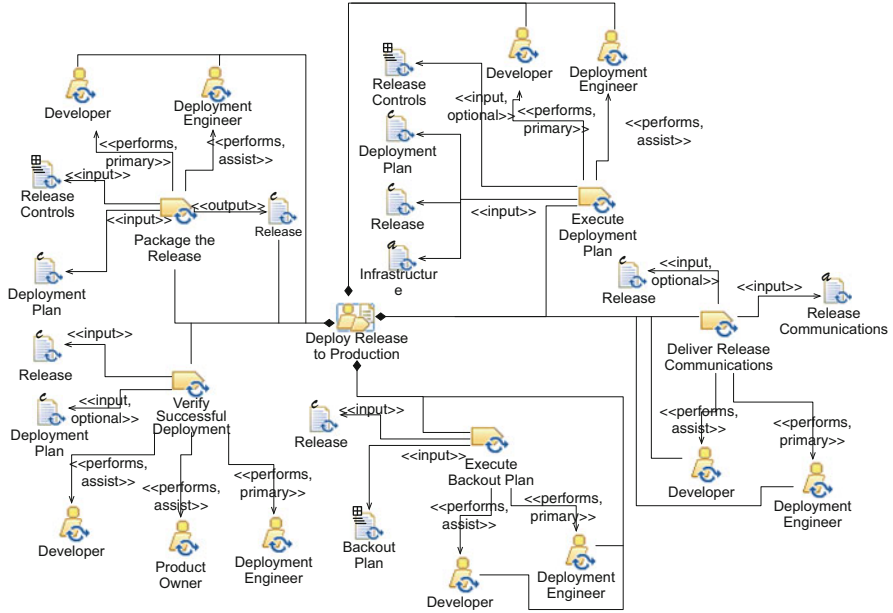 Developer
Deployment
Engineer
<<performs,
primary>>
<<performs,
assist>>
Release
Controls
<<input>>
<<input>>
<<output>>
Package the
Release
Release
Deployment
Plan
Release
Controls
Developer
Deployment
Engineer
<<input,
optional>>
<<performs,
primary>>
<<performs,
assist>>
Deployment
Plan
Release
<<input>>
Infrastructur
e
Execute
Deployment
Plan
<<input,
optional>>
Release
<<input>>
Release
Communications
Deploy Release
to Production
Deliver Release
Communications
<<performs,
assist>>
<<performs,
primary>>
Developer
Deployment
Engineer
<<input>>
Release
<<input,
optional>>
Deployment
Plan
Verify
Successful
Deployment
<<performs,
assist>>
<<performs,
assist>>
<<performs,
primary>>
Developer
Product
Owner
Deployment
Engineer
<<input>>
Release
<<input>>
Execute
Backout Plan
Backout
Plan
<<performs,
assist>>
<<performs,
primary>>
Developer
Deployment
Engineer